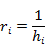 rᵢ = 1/hᵢ